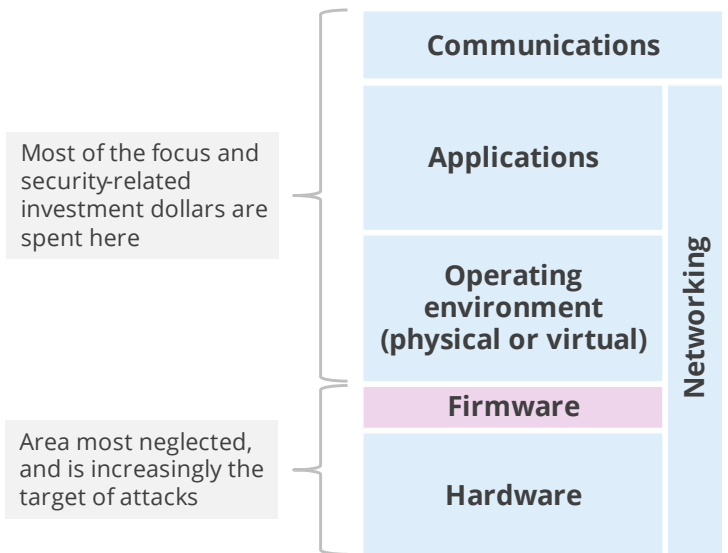 Communications
Most of the focus and
security-related
investment dollars are
spent here
Applications
Operating
environment
(physical or virtual)
Networking
Firmware
Area most neglected,
and is increasingly the
target of attacks
Hardware